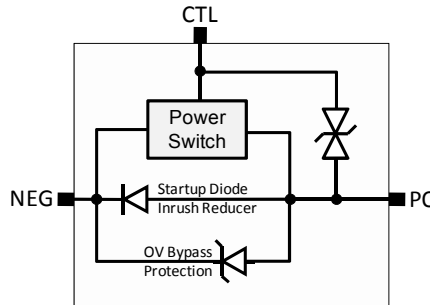 CTL
Power
Switch
NEG
Startup Diode
Inrush Reducer
OV Bypass
Protection